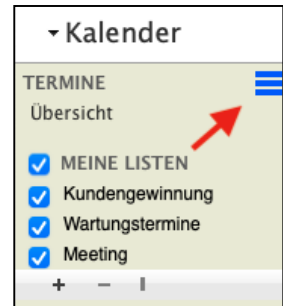 Kalender
TERMINE
Übersicht
MEINE LISTEN
Kundengewinnung
Wartungstermine
Meeting